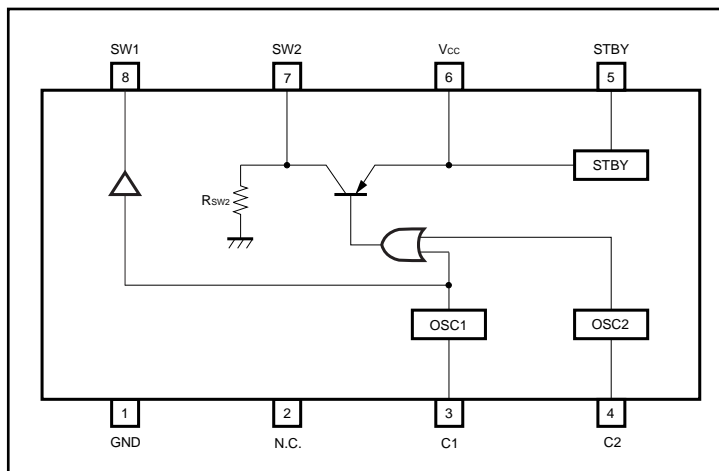 SW1 SW2 VCC STBY
8 7 6 5
STBY
RSW2
OSC1 OSC2
1 2 3 4
GND N.C. C1 C2